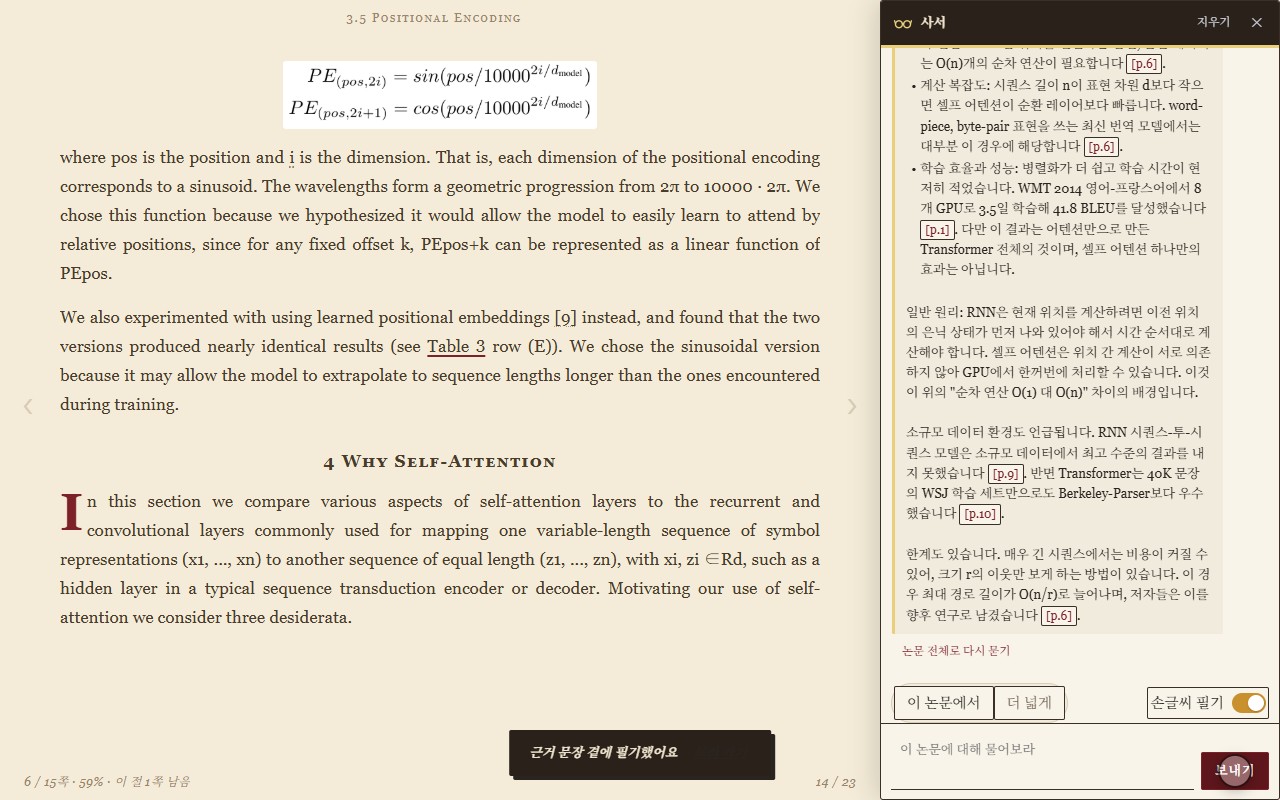 3.5 Positional Encoding
PE(pos,2i) = sin(pos/10000^2i/dmodel)
PE(pos,2i+1) = cos(pos/10000^2i/dmodel)
where pos is the position and i is the dimension. That is, each dimension of the positional encoding
corresponds to a sinusoid. The wavelengths form a geometric progression from 2π to 10000 · 2π. We
chose this function because we hypothesized it would allow the model to easily learn to attend by
relative positions, since for any fixed offset k, PEpos+k can be represented as a linear function of
PEpos.
We also experimented with using learned positional embeddings [9] instead, and found that the two
versions produced nearly identical results (see Table 3 row (E)). We chose the sinusoidal version
because it may allow the model to extrapolate to sequence lengths longer than the ones encountered
during training.
4 Why Self-Attention
In this section we compare various aspects of self-attention layers to the recurrent and
convolutional layers commonly used for mapping one variable-length sequence of symbol
representations (x1, ..., xn) to another sequence of equal length (z1, ..., zn), with xi, zi ∈Rd, such as a
hidden layer in a typical sequence transduction encoder or decoder. Motivating our use of self-
attention we consider three desiderata.
근거 문장 곁에 필기했어요
6 / 15쪽 · 59% · 이 절 1쪽 남음
14 / 23
사서
지우기
는 O(n)개의 순차 연산이 필요합니다 [p.6].
• 계산 복잡도: 시퀀스 길이 n이 표현 차원 d보다 작으
면 셀프 어텐션이 순환 레이어보다 빠릅니다. word-
piece, byte-pair 표현을 쓰는 최신 번역 모델에서는
대부분 이 경우에 해당합니다 [p.6].
• 학습 효율과 성능: 병렬화가 더 쉽고 학습 시간이 현
저히 적었습니다. WMT 2014 영어-프랑스어에서 8
개 GPU로 3.5일 학습해 41.8 BLEU를 달성했습니다
[p.1]. 다만 이 결과는 어텐션만으로 만든
Transformer 전체의 것이며, 셀프 어텐션 하나만의
효과는 아닙니다.
일반 원리: RNN은 현재 위치를 계산하려면 이전 위치
의 은닉 상태가 먼저 나와 있어야 해서 시간 순서대로 계
산해야 합니다. 셀프 어텐션은 위치 간 계산이 서로 의존
하지 않아 GPU에서 한꺼번에 처리할 수 있습니다. 이것
이 위의 "순차 연산 O(1) 대 O(n)" 차이의 배경입니다.
소규모 데이터 환경도 언급됩니다. RNN 시퀀스-투-시
퀀스 모델은 소규모 데이터에서 최고 수준의 결과를 내
지 못했습니다 [p.9]. 반면 Transformer는 40K 문장
의 WSJ 학습 세트만으로도 Berkeley-Parser보다 우수
했습니다 [p.10].
한계도 있습니다. 매우 긴 시퀀스에서는 비용이 커질 수
있어, 크기 r의 이웃만 보게 하는 방법이 있습니다. 이 경
우 최대 경로 길이가 O(n/r)로 늘어나며, 저자들은 이를
향후 연구로 남겼습니다 [p.6].
논문 전체로 다시 묻기
이 논문에서
더 넓게
손글씨 필기
이 논문에 대해 물어보라
보내기